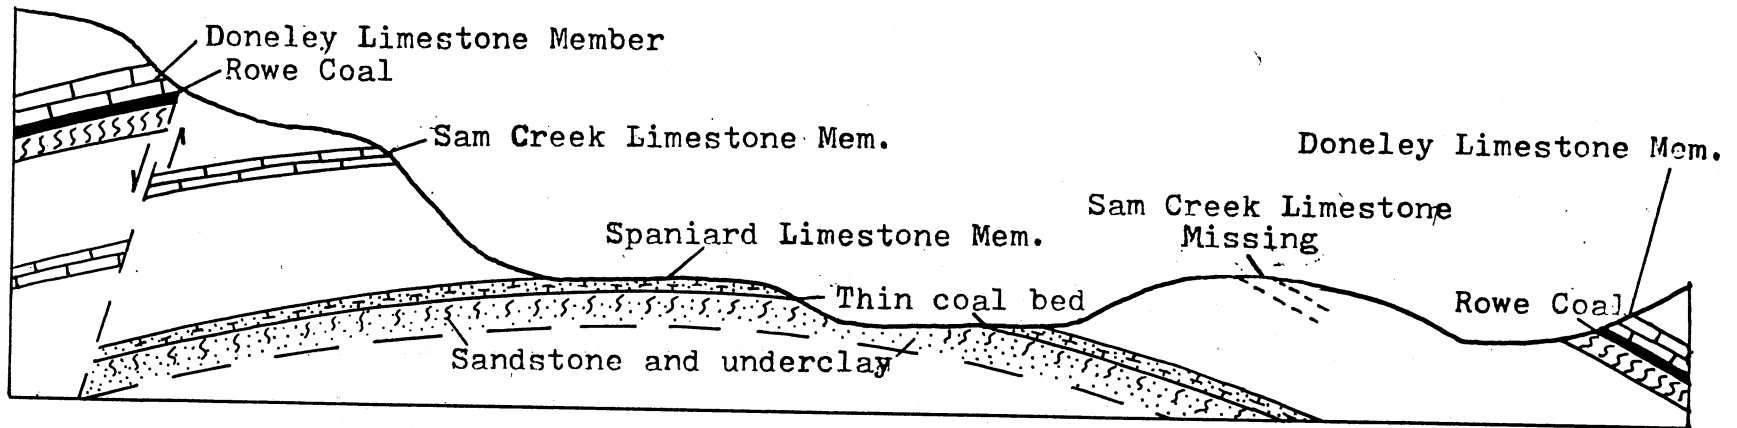 Doneley Limestone Member
Rowe Coal
Sam Creek Limestone Mem.
Doneley Limestone Mem.
Sam Creek Limestone
Missing
Spaniard Limestone Mem.
Thin coal bed
Rowe Coal
Sandstone and underclay